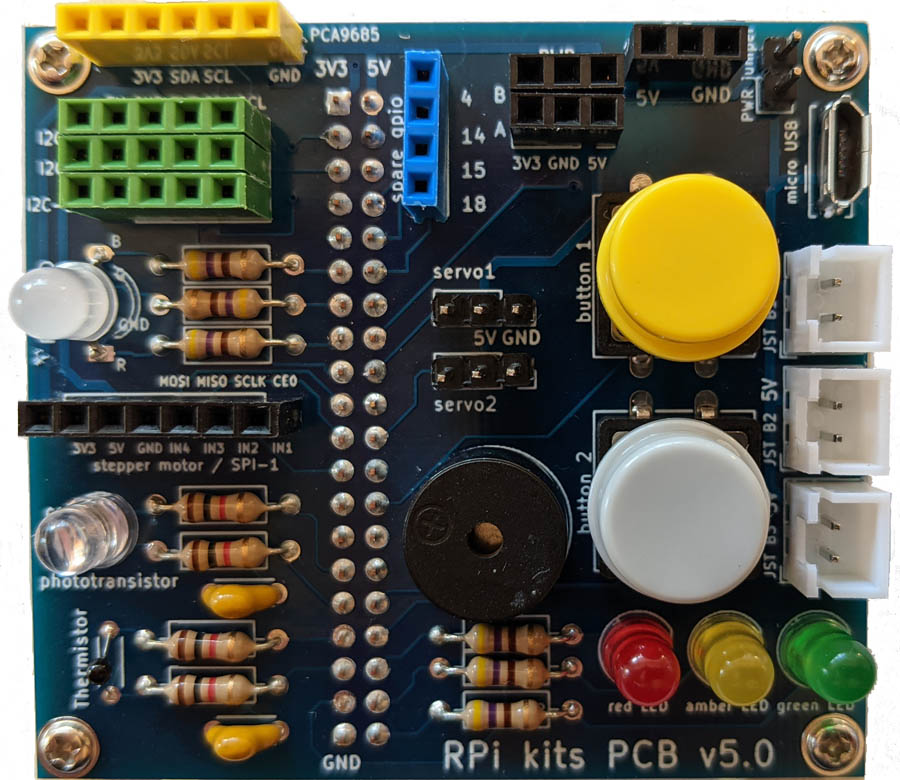 PCA9685
3V3 SDA SCL GND
3V3 5V
spare gpio
4
14
15
18
PWR
B
A
3V3 GND 5V
5V GND
PWR jumper
micro USB
I2C
B
GND
R
servo1
5V GND
servo2
button 1
button 2
5V
JST B2
JST B3
MOSI MISO SCLK CE0
3V3 5V GND IN4 IN3 IN2 IN1
stepper motor / SPI-1
phototransistor
Thermistor
red LED
amber LED
green LED
GND
RPi kits PCB v5.0